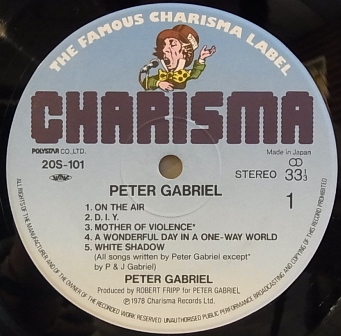 THE FAMOUS CHARISMA LABEL
CHARISMA
POLYSTAR CO.,LTD.
20S-101
Made in Japan
STEREO 33 1/3
1
PETER GABRIEL
1. ON THE AIR
2. D. I. Y.
3. MOTHER OF VIOLENCE*
4. A WONDERFUL DAY IN A ONE-WAY WORLD
5. WHITE SHADOW
(All songs written by Peter Gabriel except*
by P & J Gabriel)
PETER GABRIEL
Produced by ROBERT FRIPP for PETER GABRIEL
Ⓟ1978 Charisma Records Ltd.
ALL RIGHTS OF THE MANUFACTURER AND OF THE OWNER OF THE RECORDED WORK RESERVED UNAUTHORISED PUBLIC PERFORMANCE BROADCASTING AND COPYING OF THIS RECORD PROHIBITED